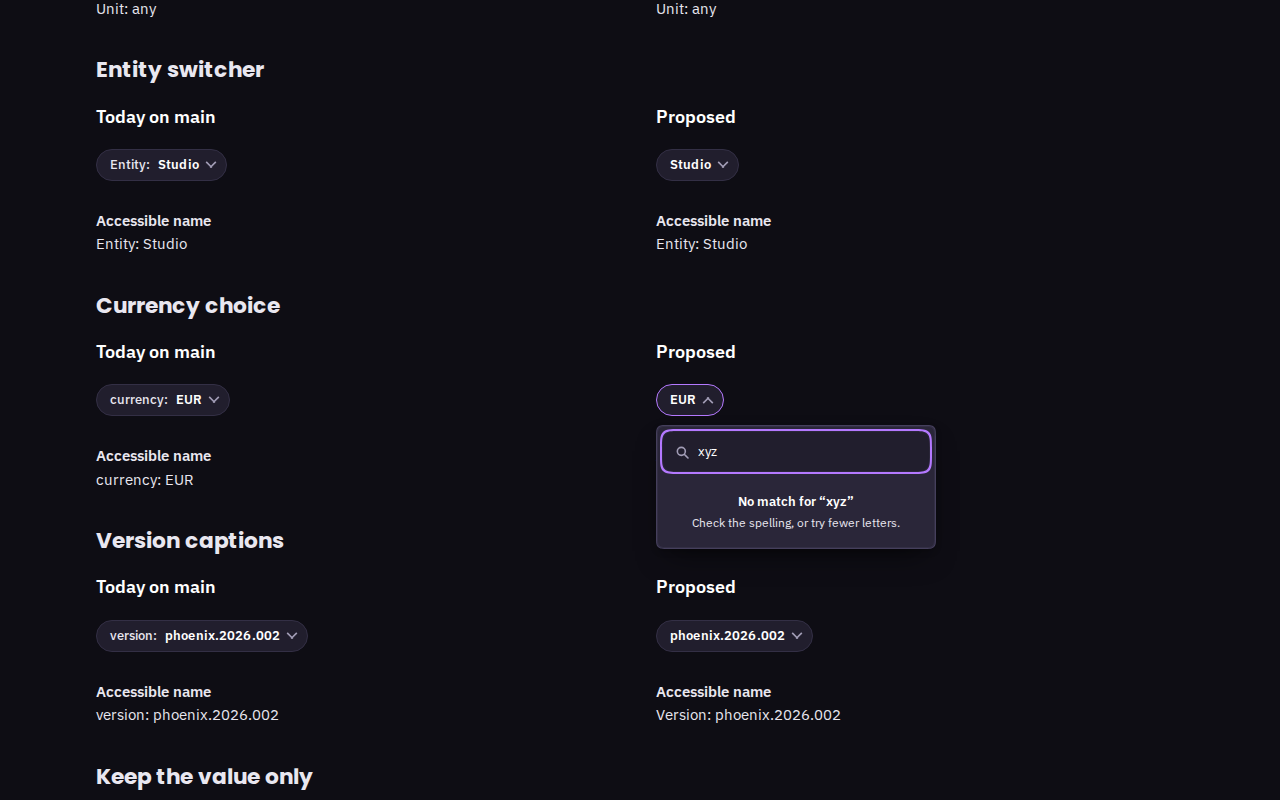 Unit: any
Unit: any
Entity switcher
Today on main
Proposed
Entity: Studio
Studio
Accessible name
Accessible name
Entity: Studio
Entity: Studio
Currency choice
Today on main
Proposed
currency: EUR
EUR
xyz
Accessible name
currency: EUR
No match for “xyz”
Check the spelling, or try fewer letters.
Version captions
Today on main
Proposed
version: phoenix.2026.002
phoenix.2026.002
Accessible name
Accessible name
version: phoenix.2026.002
Version: phoenix.2026.002
Keep the value only